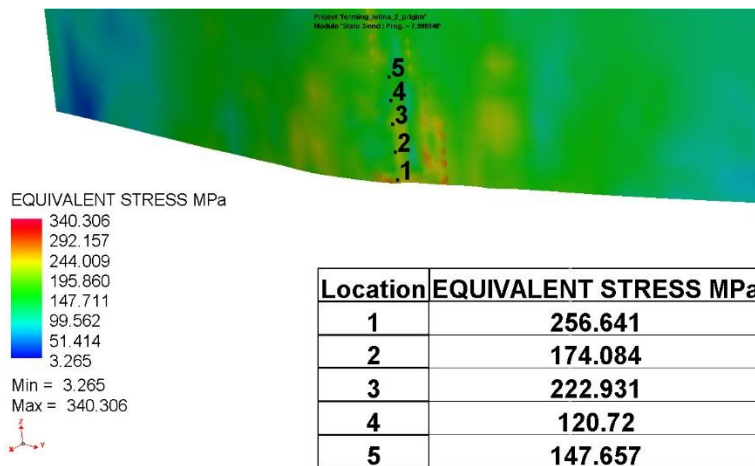 Project 'forming_istina_2_prigim'
.5
.4
.3
.2
.1
EQUIVALENT STRESS MPa
340.306
292.157
244.009
195.860
147.711
99.562
51.414
3.265
Min = 3.265
Max = 340.306
Z
X
Y
Location EQUIVALENT STRESS MPa
1 256.641
2 174.084
3 222.931
4 120.72
5 147.657